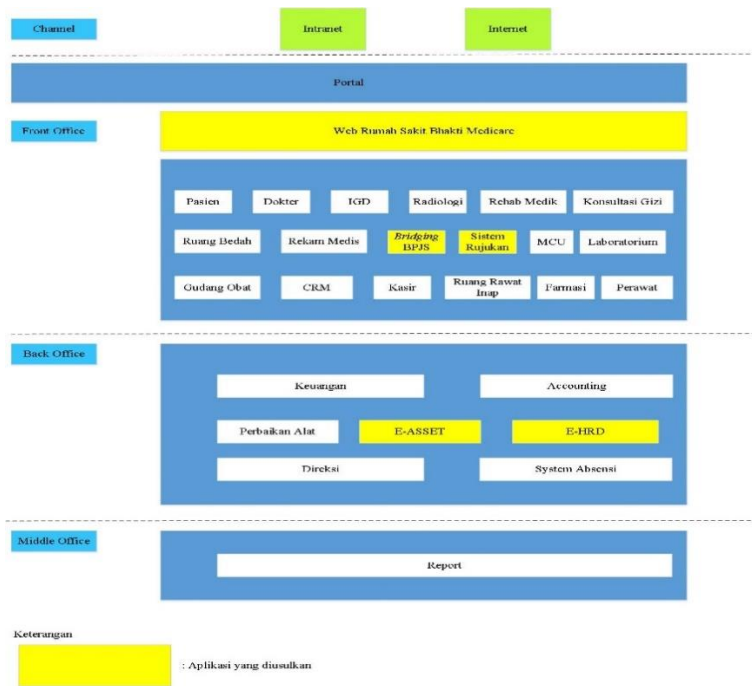 Channel
Intranet
Internet
Portal
Front Office
Web Rumah Sakit Bhakti Medicare
Pasien
Dokter
IGD
Radiologi
Rehab Medik
Konsultasi Gizi
Ruang Bedah
Rekam Medis
Bridging
BPJS
Sistem
Rujukan
MCU
Laboratorium
Gudang Obat
CRM
Kasir
Ruang Rawat
Inap
Farmasi
Perawat
Back Office
Keuangan
Accounting
Perbaikan Alat
E-ASSET
E-HRD
Direksi
System Absensi
Middle Office
Report
Keterangan
: Aplikasi yang diusulkan